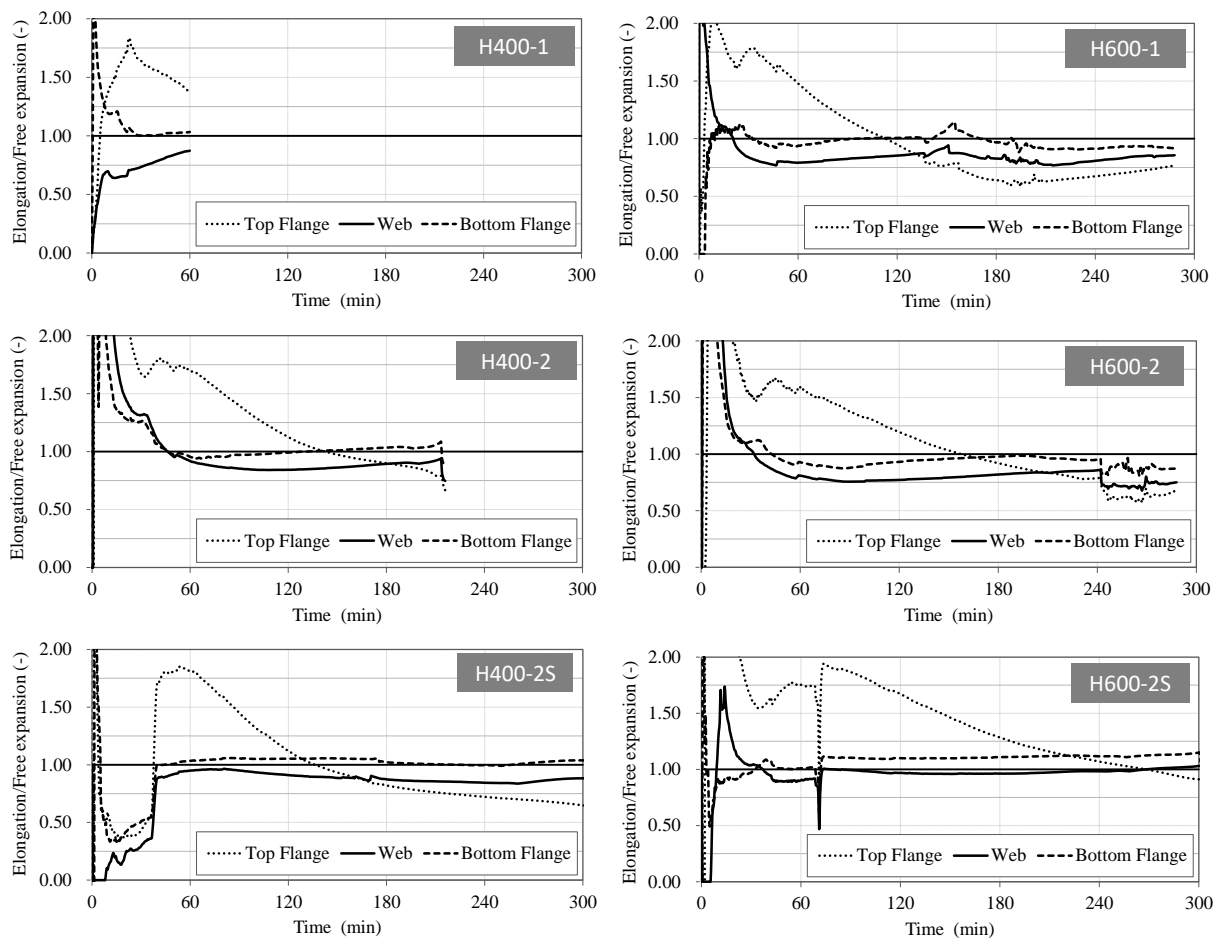 H400-1
Elongation/Free expansion (-)
2.00
1.50
1.00
0.50
0.00
Top Flange Web Bottom Flange
0 60 120 180 240 300
Time (min)
H600-1
Elongation/Free expansion (-)
2.00
1.50
1.00
0.50
0.00
Top Flange Web Bottom Flange
0 60 120 180 240 300
Time (min)
H400-2
Elongation/Free expansion (-)
2.00
1.50
1.00
0.50
0.00
Top Flange Web Bottom Flange
0 60 120 180 240 300
Time (min)
H600-2
Elongation/Free expansion (-)
2.00
1.50
1.00
0.50
0.00
Top Flange Web Bottom Flange
0 60 120 180 240 300
Time (min)
H400-2S
Elongation/Free expansion (-)
2.00
1.50
1.00
0.50
0.00
Top Flange Web Bottom Flange
0 60 120 180 240 300
Time (min)
H600-2S
Elongation/Free expansion (-)
2.00
1.50
1.00
0.50
0.00
Top Flange Web Bottom Flange
0 60 120 180 240 300
Time (min)